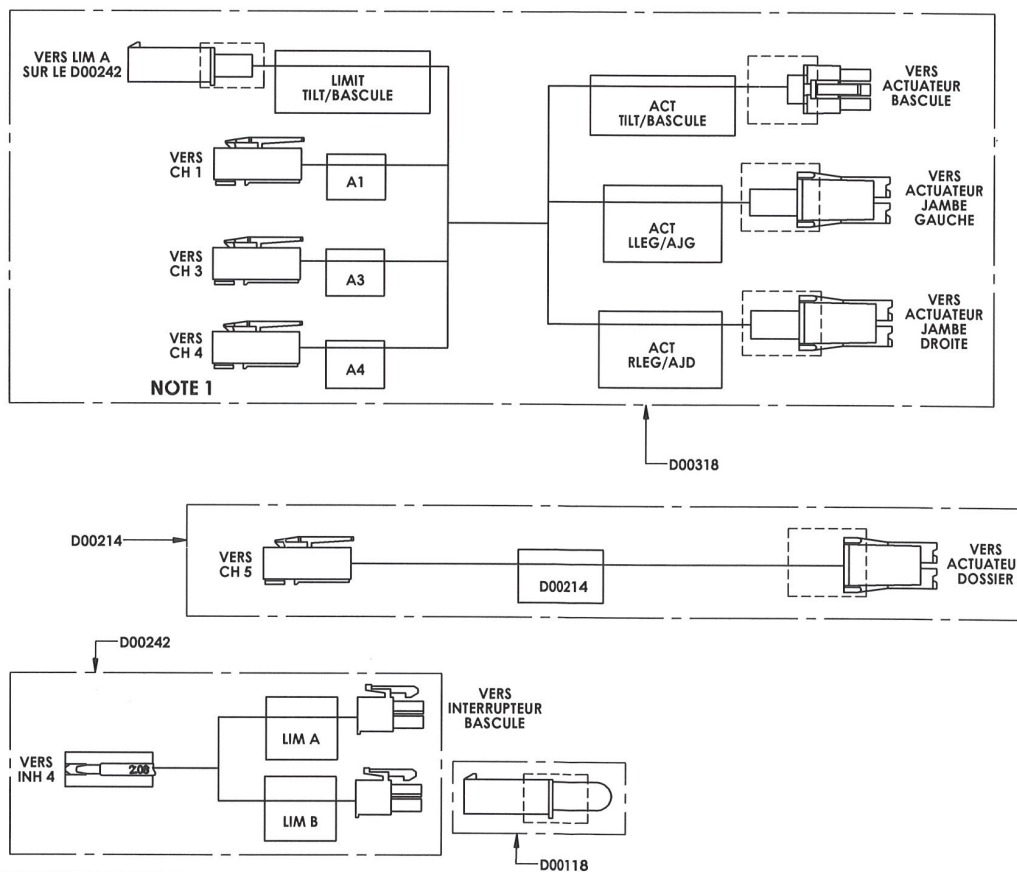 VERS LIM A
SUR LE D00242
LIMIT
TILT/BASCULE
VERS
CH 1
A1
VERS
CH 3
A3
VERS
CH 4
A4
NOTE 1
ACT
TILT/BASCULE
VERS
ACTUATEUR
BASCULE
ACT
LLEG/AJG
VERS
ACTUATEUR
JAMBE
GAUCHE
ACT
RLEG/AJD
VERS
ACTUATEUR
JAMBE
DROITE
D00318
D00214
VERS
CH 5
D00214
VERS
ACTUATEU
DOSSIER
D00242
VERS
INH 4
2.08
LIM A
LIM B
VERS
INTERRUPTEUR
BASCULE
D00118